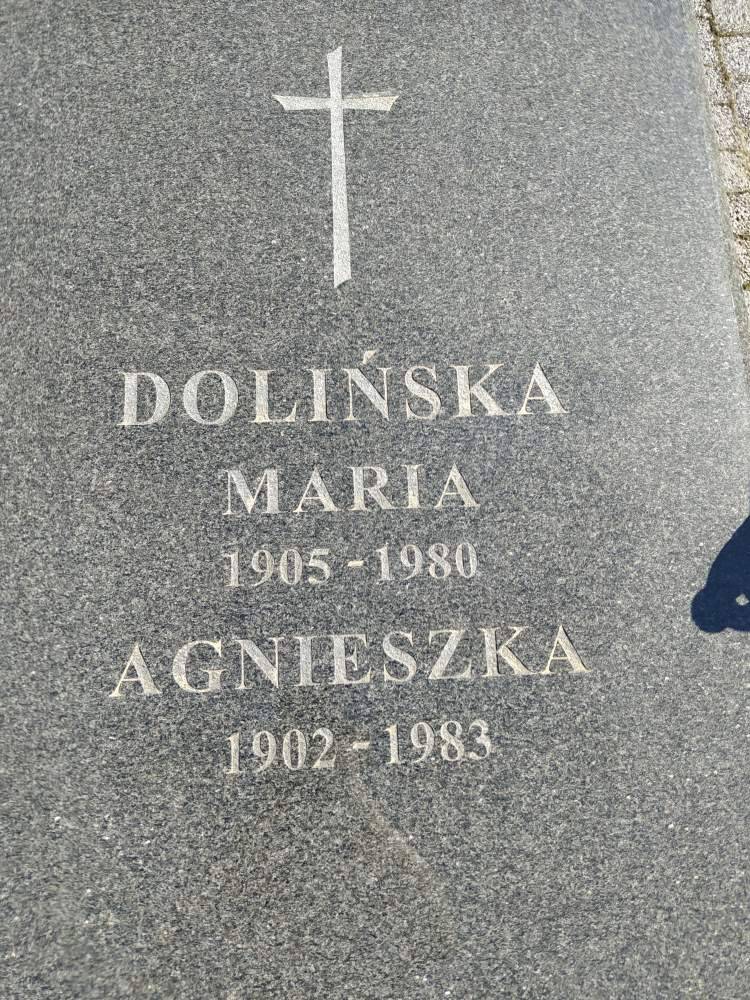 DOLIŃSKA
MARIA
1905-1980
AGNIESZKA
1902-1983